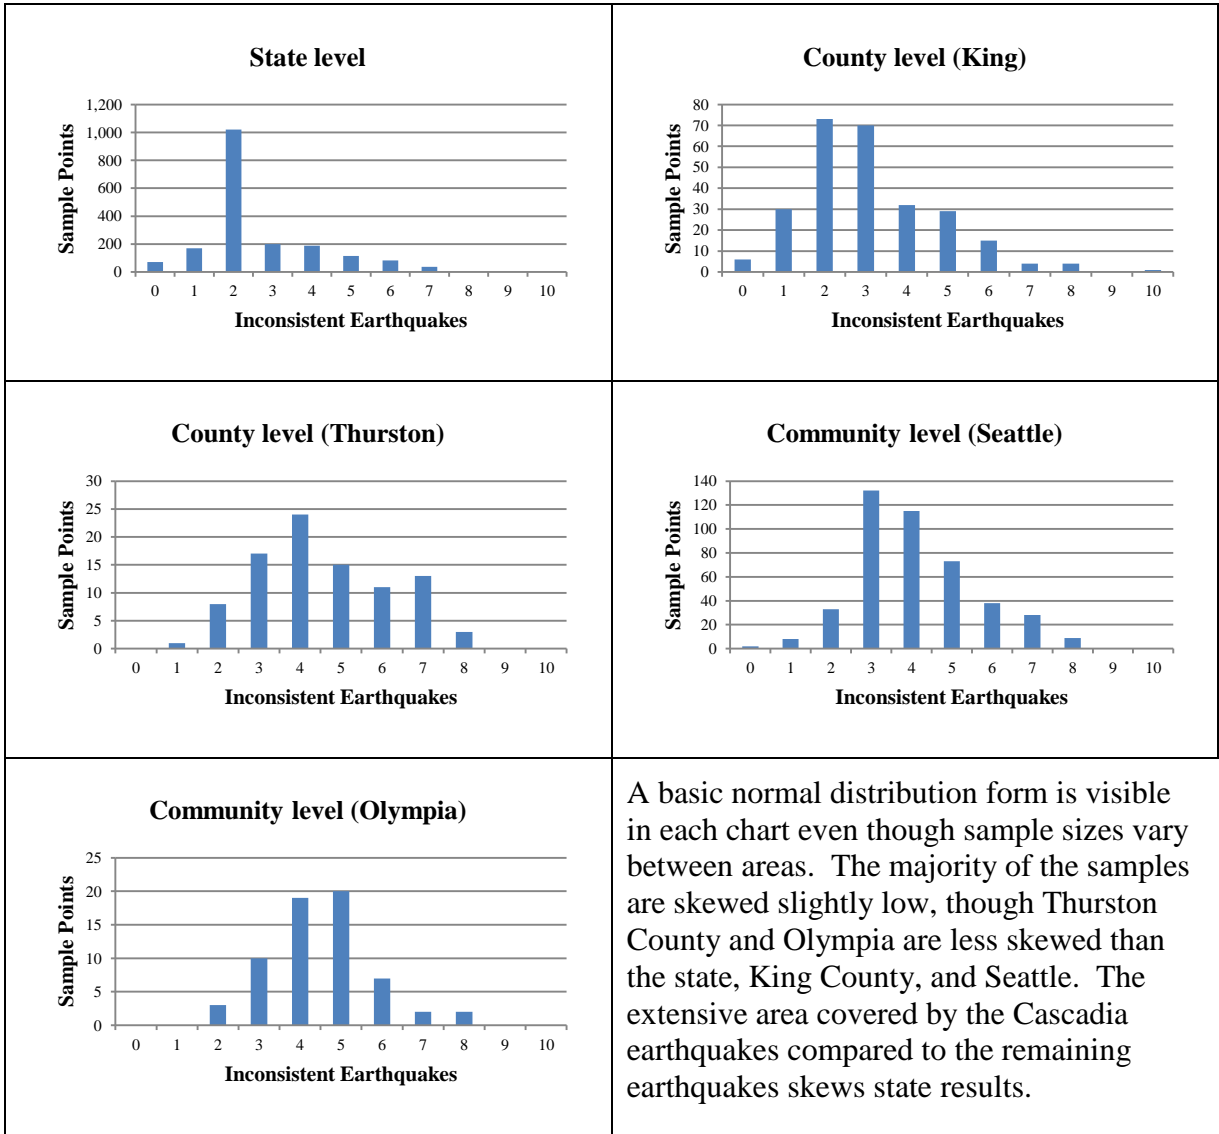 State level
1,200
1,000
800
600
400
200
0
Sample Points
0 1 2 3 4 5 6 7 8 9 10
Inconsistent Earthquakes
County level (King)
80
70
60
50
40
30
20
10
0
Sample Points
0 1 2 3 4 5 6 7 8 9 10
Inconsistent Earthquakes
County level (Thurston)
30
25
20
15
10
5
0
Sample Points
0 1 2 3 4 5 6 7 8 9 10
Inconsistent Earthquakes
Community level (Seattle)
140
120
100
80
60
40
20
0
Sample Points
0 1 2 3 4 5 6 7 8 9 10
Inconsistent Earthquakes
Community level (Olympia)
25
20
15
10
5
0
Sample Points
0 1 2 3 4 5 6 7 8 9 10
Inconsistent Earthquakes
A basic normal distribution form is visible
in each chart even though sample sizes vary
between areas.  The majority of the samples
are skewed slightly low, though Thurston
County and Olympia are less skewed than
the state, King County, and Seattle.  The
extensive area covered by the Cascadia
earthquakes compared to the remaining
earthquakes skews state results.